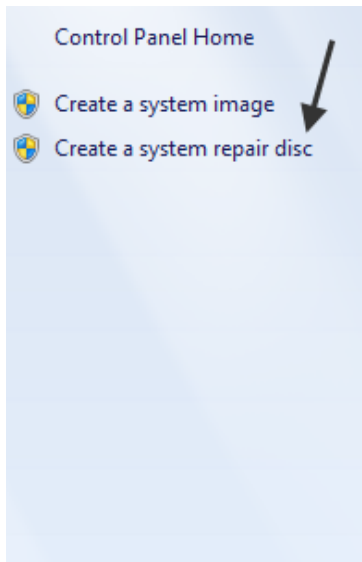 Control Panel Home
Create a system image
Create a system repair disc